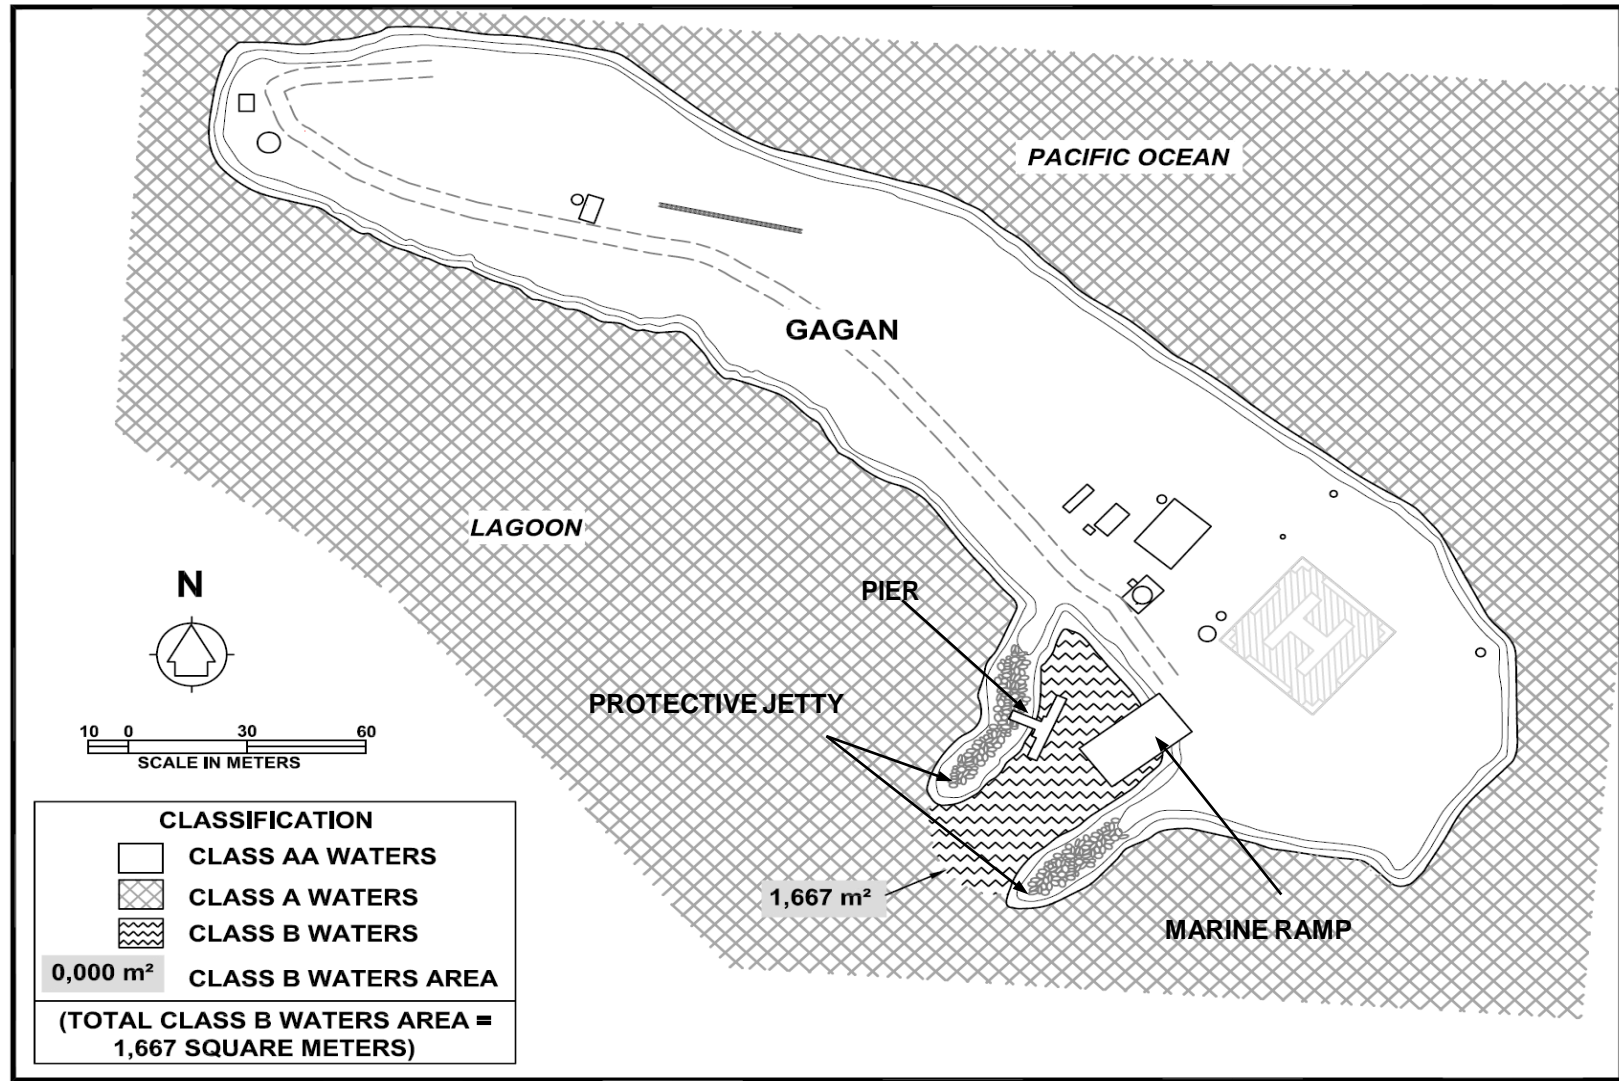 PACIFIC OCEAN
GAGAN
LAGOON
N
PIER
PROTECTIVE JETTY
10 0 30 60
SCALE IN METERS
H
CLASSIFICATION
CLASS AA WATERS
CLASS A WATERS
CLASS B WATERS
0,000 m² CLASS B WATERS AREA
(TOTAL CLASS B WATERS AREA =
1,667 SQUARE METERS)
1,667 m²
MARINE RAMP